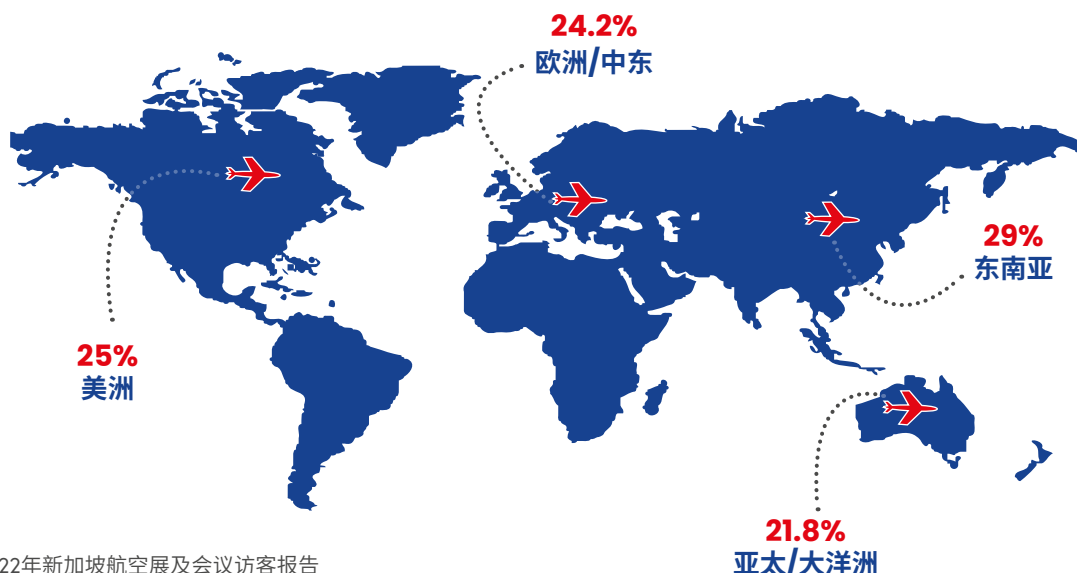 24.2%
欧洲/中东
29%
东南亚
25%
美洲
21.8%
亚太/大洋洲
22年新加坡航空展及会议访客报告